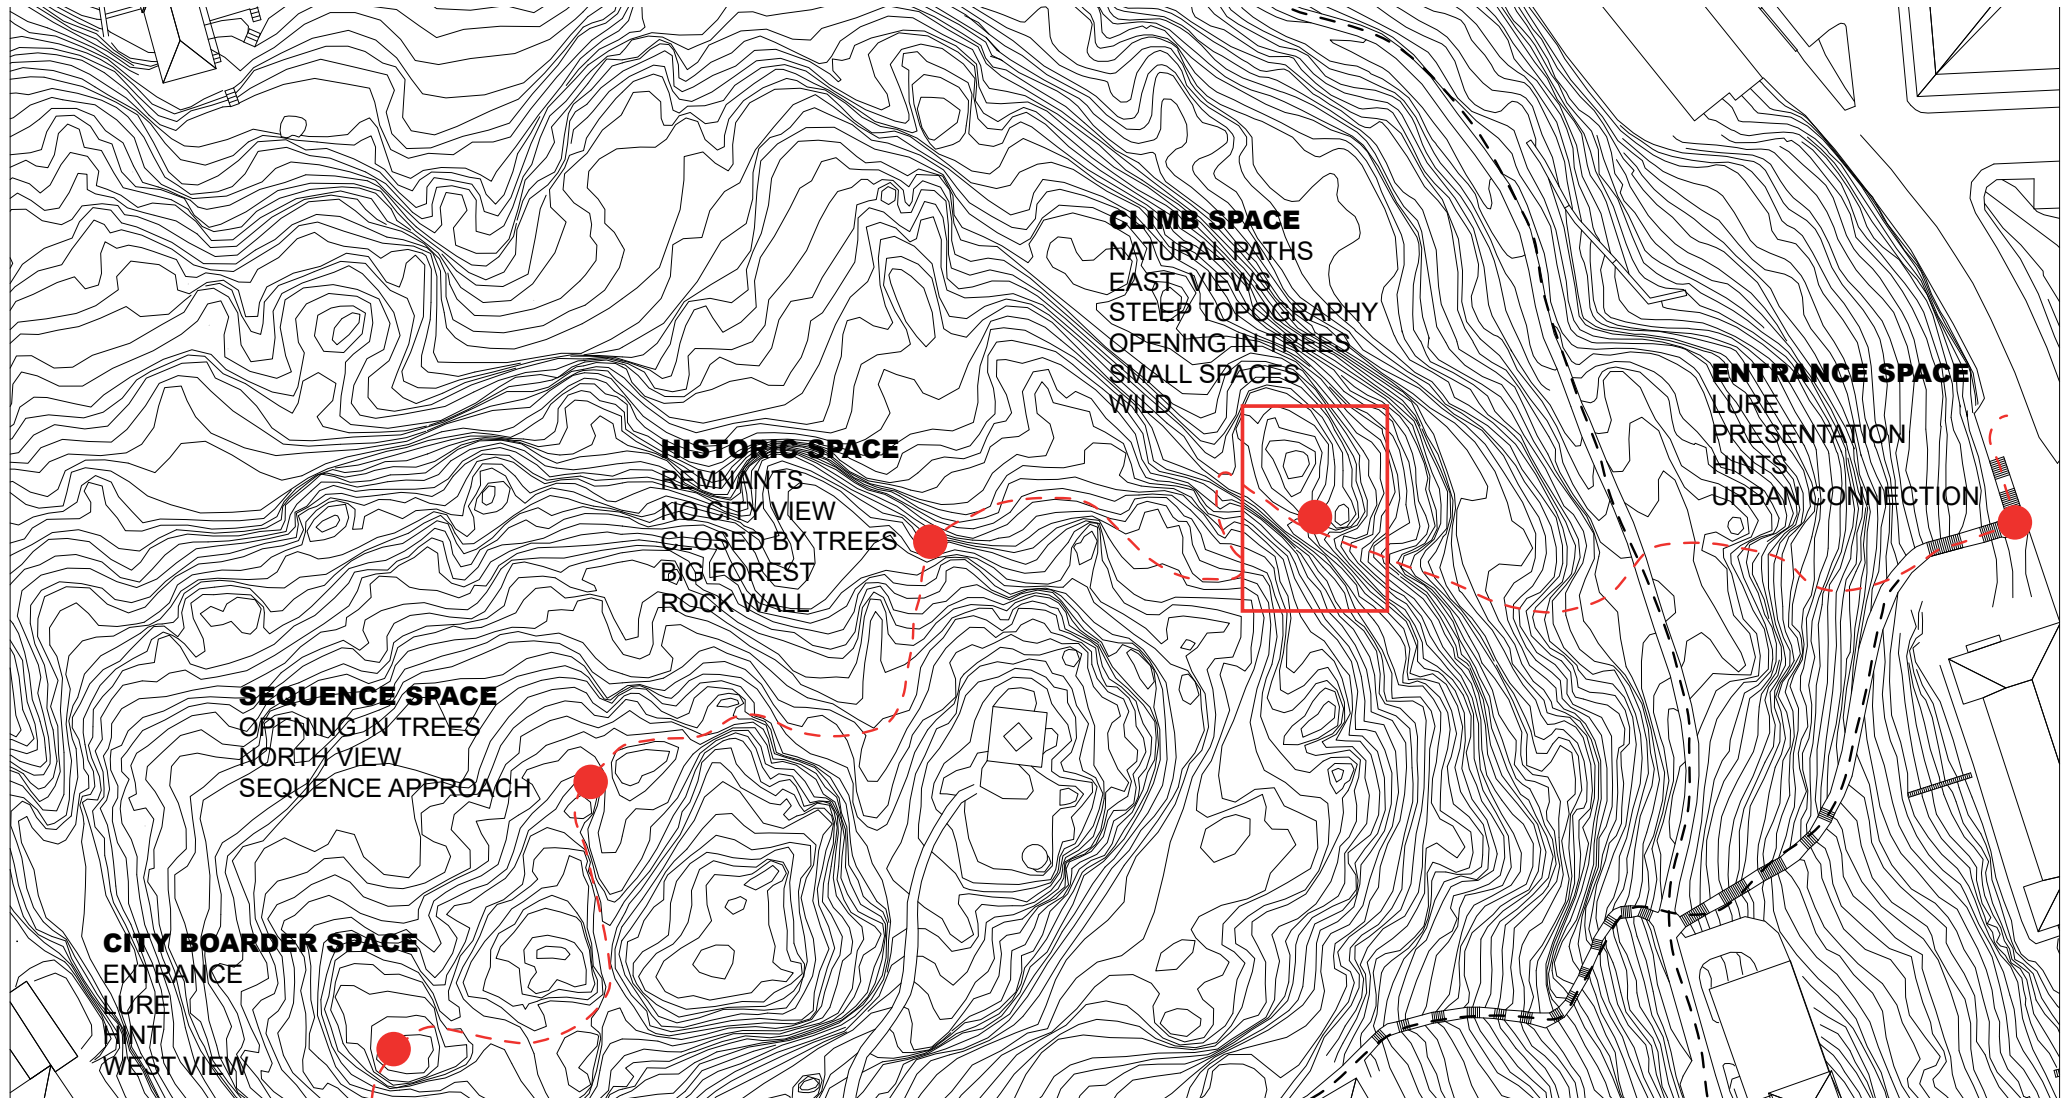 CLIMB SPACE
NATURAL PATHS
EAST VIEWS
STEEP TOPOGRAPHY
OPENING IN TREES
SMALL SPACES
WILD
ENTRANCE SPACE
LURE
PRESENTATION
HINTS
URBAN CONNECTION
HISTORIC SPACE
REMNANTS
NO CITY VIEW
CLOSED BY TREES
BIG FOREST
ROCK WALL
SEQUENCE SPACE
OPENING IN TREES
NORTH VIEW
SEQUENCE APPROACH
CITY BOARDER SPACE
ENTRANCE
LURE
HINT
WEST VIEW